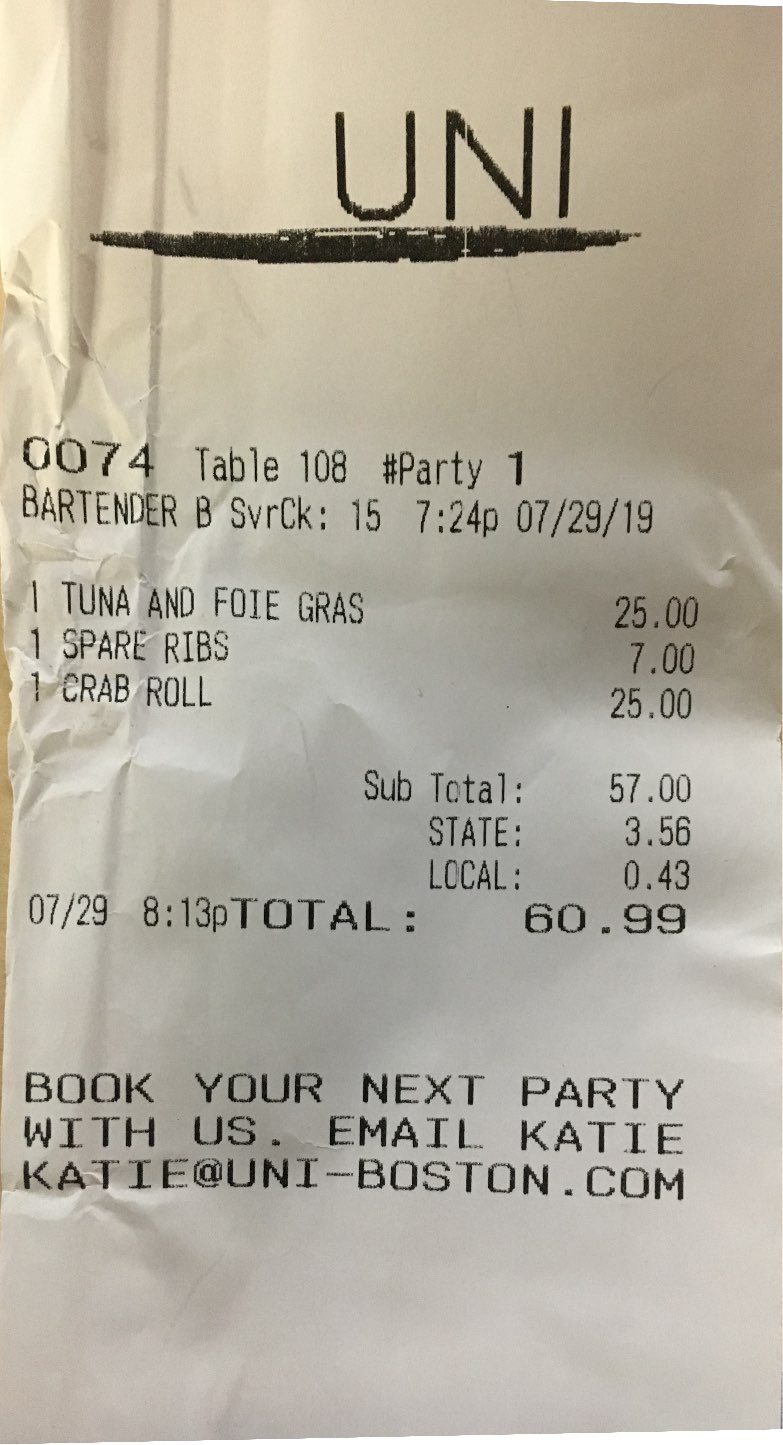 UNI
0074 Table 108 #Party 1
BARTENDER B SvrCk: 15 7:24p 07/29/19
1 TUNA AND FOIE GRAS 25.00
1 SPARE RIBS 7.00
1 CRAB ROLL 25.00
Sub Total: 57.00
STATE: 3.56
LOCAL: 0.43
07/29 8:13pTOTAL: 60.99
BOOK YOUR NEXT PARTY
WITH US. EMAIL KATIE
KATIE@UNI-BOSTON.COM